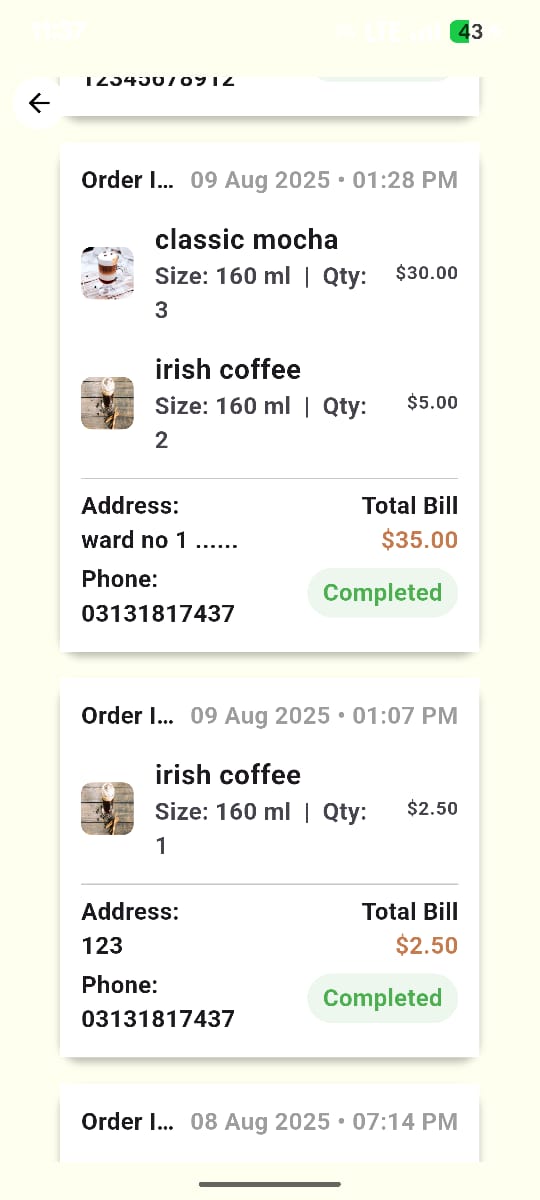 43
12345678912
Order I... 09 Aug 2025 • 01:28 PM
classic mocha
Size: 160 ml | Qty: $30.00
3
irish coffee
Size: 160 ml | Qty: $5.00
2
Address: Total Bill
ward no 1 ...... $35.00
Phone:
03131817437 Completed
Order I... 09 Aug 2025 • 01:07 PM
irish coffee
Size: 160 ml | Qty: $2.50
1
Address: Total Bill
123 $2.50
Phone:
03131817437 Completed
Order I... 08 Aug 2025 • 07:14 PM